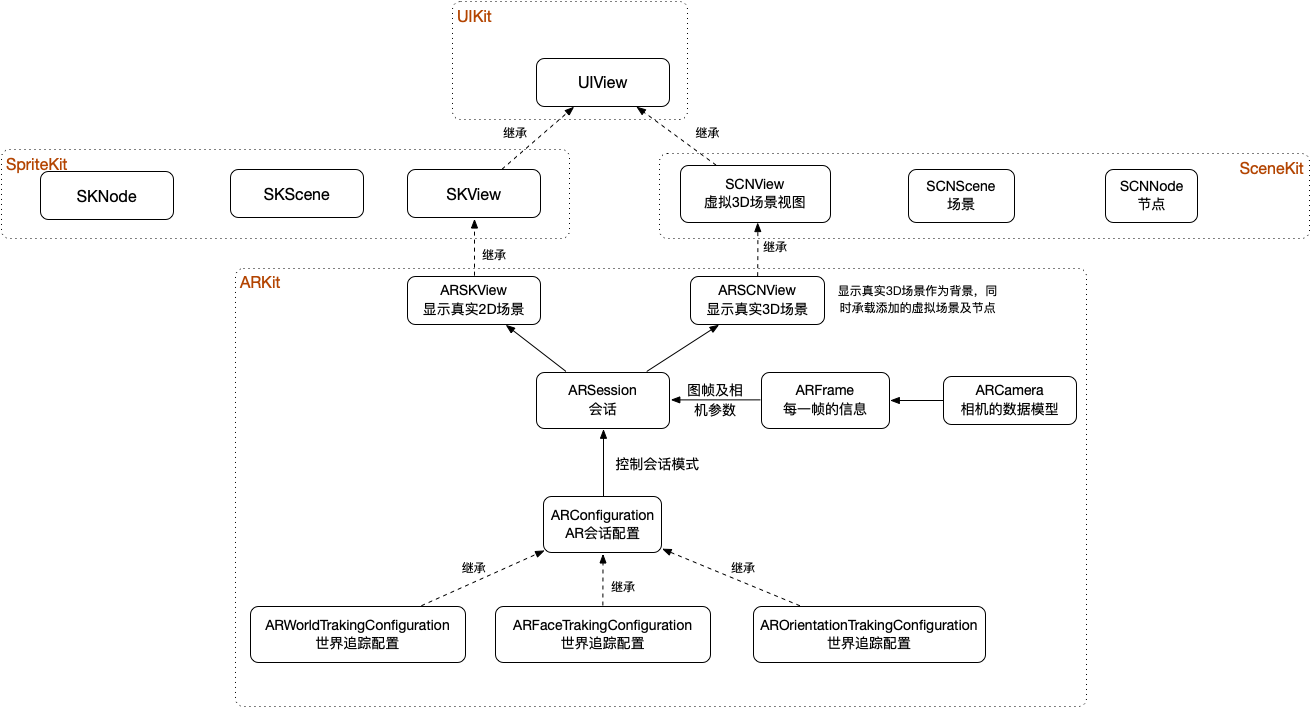 UIKit
UIView
继承
继承
SpriteKit
SKNode
SKScene
SKView
SceneKit
SCNView
虚拟3D场景视图
SCNScene
场景
SCNNode
节点
继承
继承
ARKit
ARSKView
显示真实2D场景
ARSCNView
显示真实3D场景
显示真实3D场景作为背景，同
时承载添加的虚拟场景及节点
ARSession
会话
图帧及相
机参数
ARFrame
每一帧的信息
ARCamera
相机的数据模型
控制会话模式
ARConfiguration
AR会话配置
继承
继承
继承
ARWorldTrakingConfiguration
世界追踪配置
ARFaceTrakingConfiguration
世界追踪配置
AROrientationTrakingConfiguration
世界追踪配置